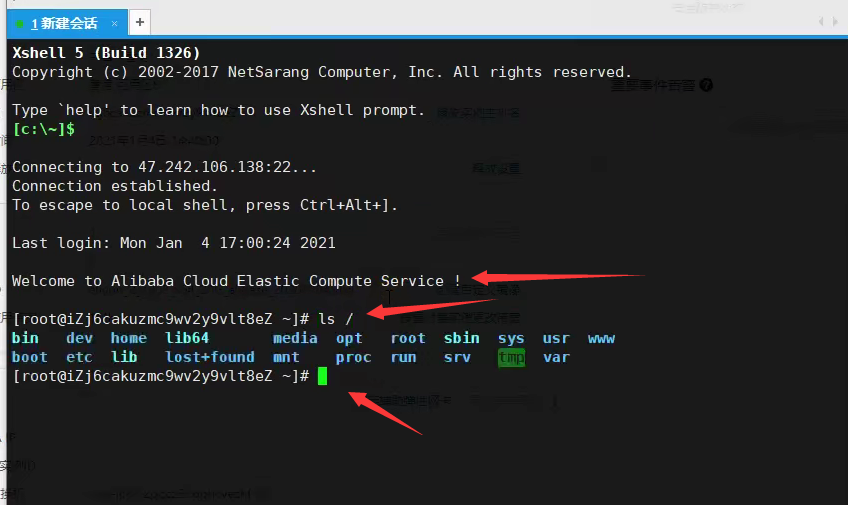 1 新建会话 × +
Xshell 5 (Build 1326)
Copyright (c) 2002-2017 NetSarang Computer, Inc. All rights reserved.
Type `help' to learn how to use Xshell prompt.
[c:\~]$
Connecting to 47.242.106.138:22...
Connection established.
To escape to local shell, press Ctrl+Alt+].
Last login: Mon Jan  4 17:00:24 2021
Welcome to Alibaba Cloud Elastic Compute Service !
[root@iZj6cakuzmc9wv2y9vlt8eZ ~]# ls /
bin dev home lib64 media opt root sbin sys usr www
boot etc lib lost+found mnt proc run srv tmp var
[root@iZj6cakuzmc9wv2y9vlt8eZ ~]#